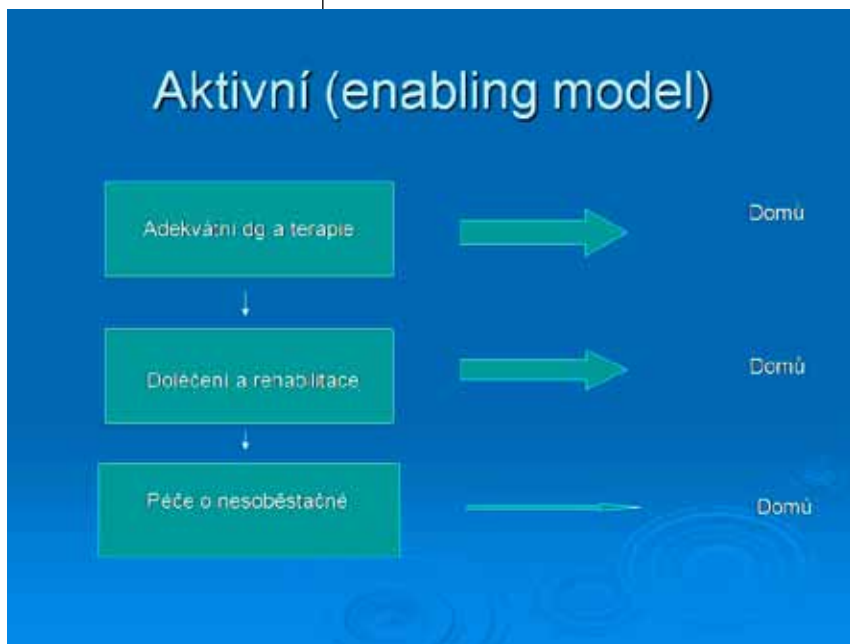 Aktivní (enabling model)
Adekvátní dg a terapie
Domů
Doléčení a rehabilitace
Domů
Péče o nesoběstačné
Domů